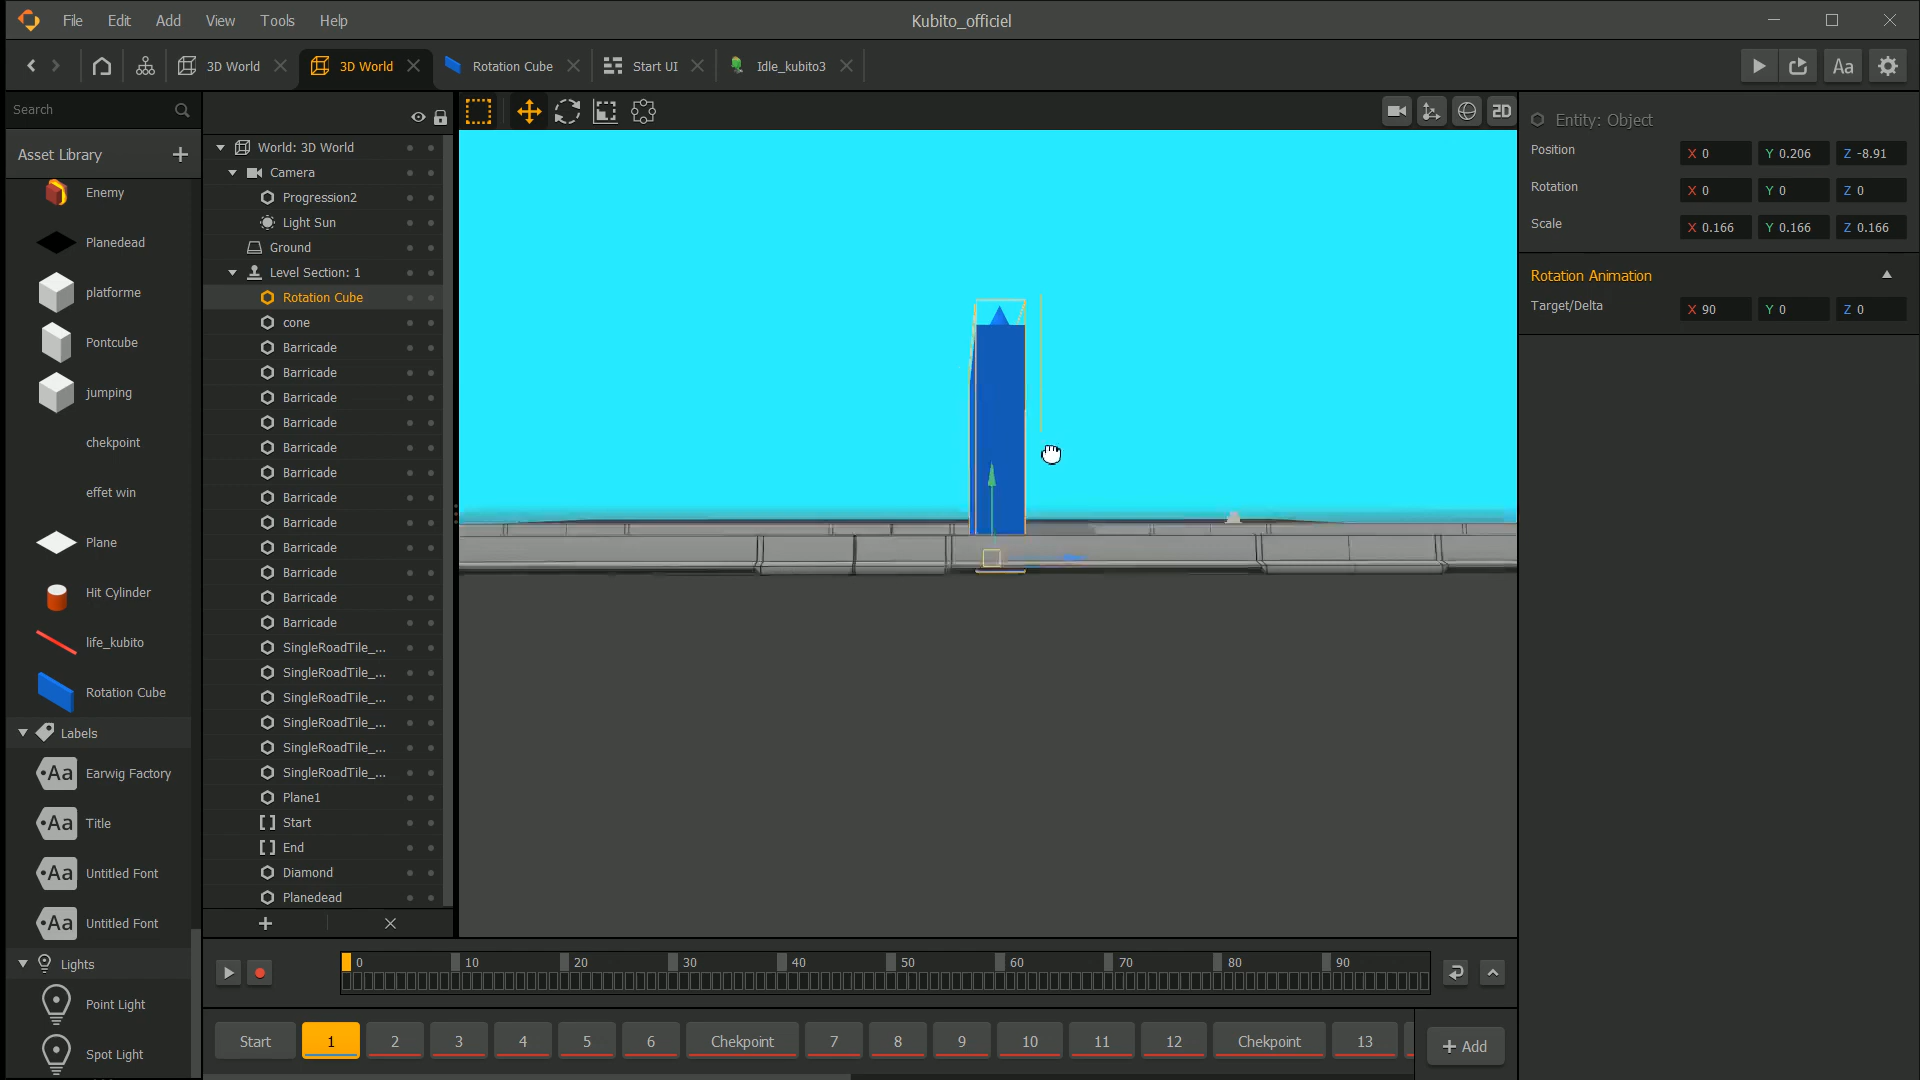 File Edit Add View Tools Help
Kubito_officiel
3D World
3D World
Rotation Cube
Start UI
Idle_kubito3
Aa
Search
Asset Library
Enemy
Planedead
platforme
Pontcube
jumping
chekpoint
effet win
Plane
Hit Cylinder
life_kubito
Rotation Cube
Labels
Aa Earwig Factory
Aa Title
Aa Untitled Font
Aa Untitled Font
Lights
Point Light
Spot Light
World: 3D World
Camera
Progression2
Light Sun
Ground
Level Section: 1
Rotation Cube
cone
Barricade
Barricade
Barricade
Barricade
Barricade
Barricade
Barricade
Barricade
Barricade
Barricade
Barricade
Barricade
SingleRoadTile_...
SingleRoadTile_...
SingleRoadTile_...
SingleRoadTile_...
SingleRoadTile_...
SingleRoadTile_...
Plane1
Start
End
Diamond
Planedead
2D
Entity: Object
Position X 0 Y 0.206 Z -8.91
Rotation X 0 Y 0 Z 0
Scale X 0.166 Y 0.166 Z 0.166
Rotation Animation
Target/Delta X 90 Y 0 Z 0
0 10 20 30 40 50 60 70 80 90
Start 1 2 3 4 5 6 Chekpoint 7 8 9 10 11 12 Chekpoint 13
+ Add